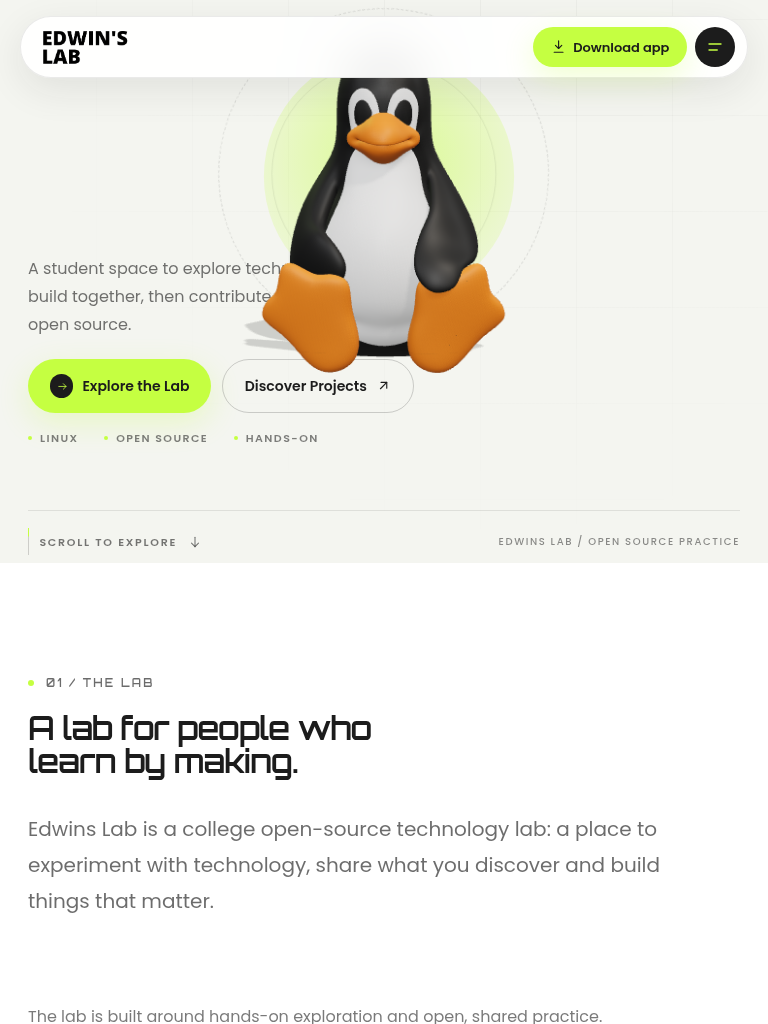 EDWIN'S
LAB
Download app
A student space to explore tech
build together, then contribute
open source.
Explore the Lab
Discover Projects
LINUX
OPEN SOURCE
HANDS-ON
SCROLL TO EXPLORE
EDWINS LAB / OPEN SOURCE PRACTICE
01 / THE LAB
A lab for people who
learn by making.
Edwins Lab is a college open-source technology lab: a place to
experiment with technology, share what you discover and build
things that matter.
The lab is built around hands-on exploration and open, shared practice.